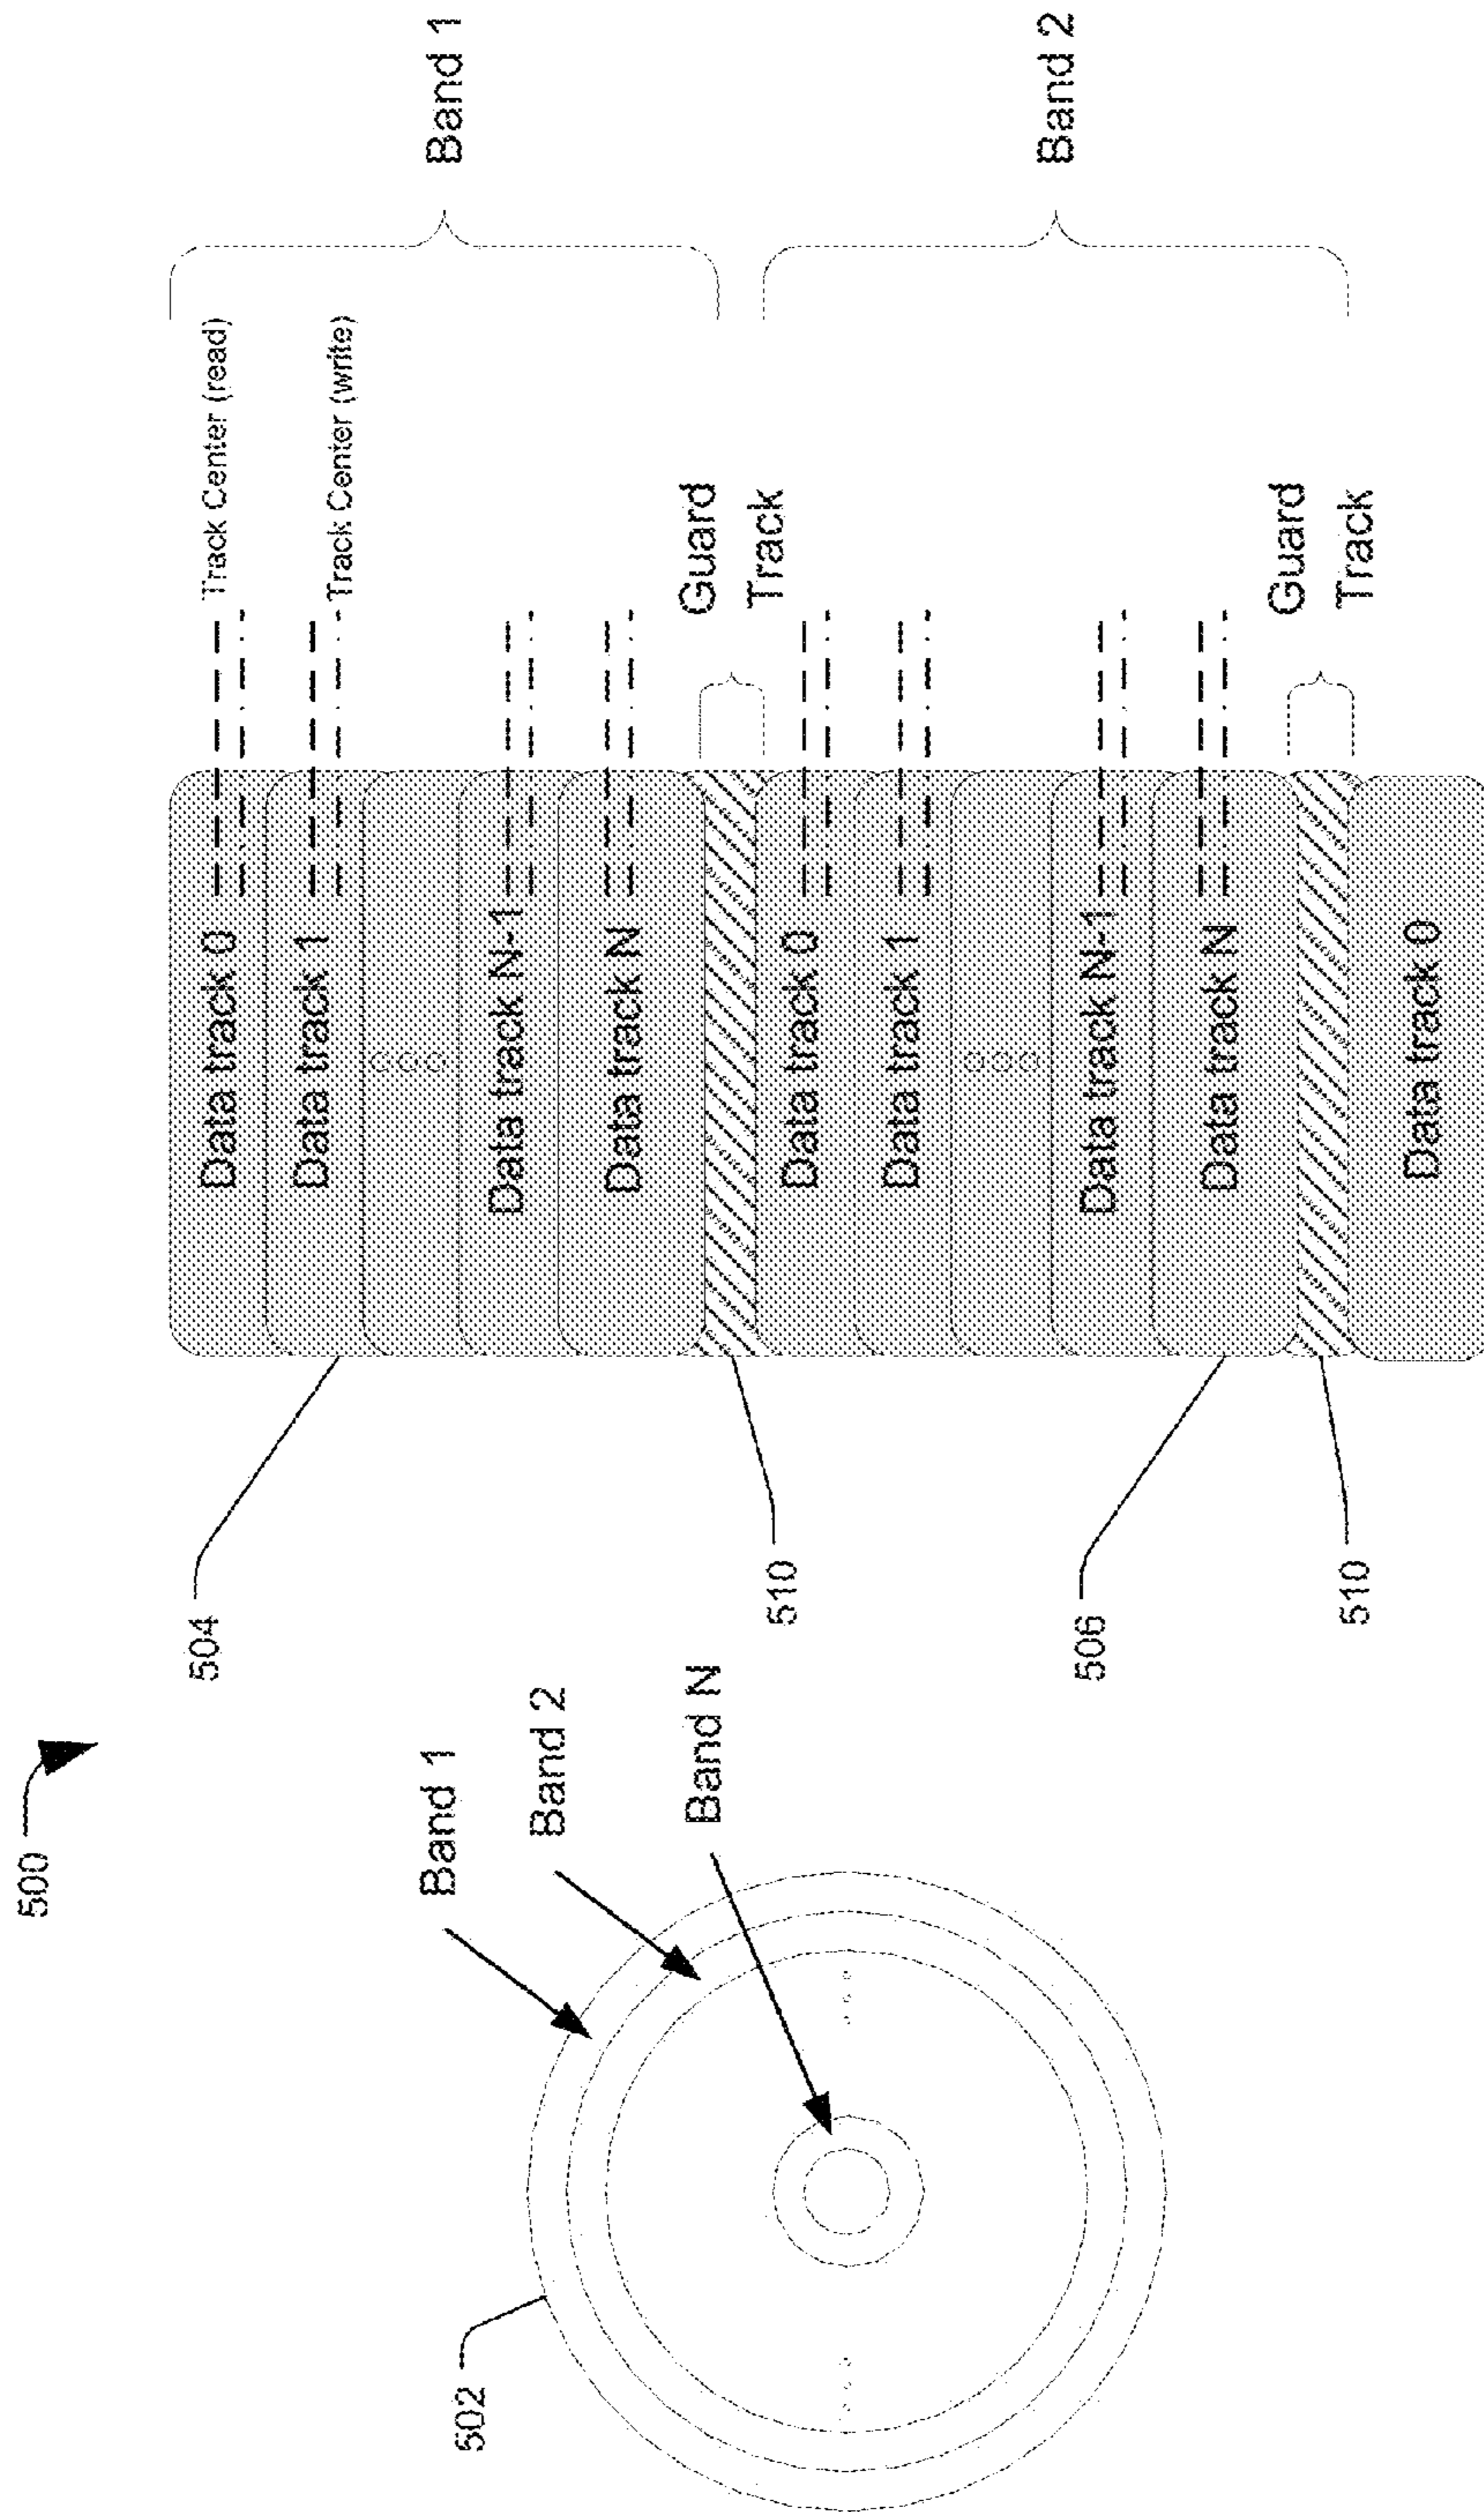 500
502
Band 1
Band 2
Band N
504
510
506
510
Data track 0
Data track 1
Data track N-1
Data track N
Data track 0
Data track 1
Data track N-1
Data track N
Data track 0
Track Center (read)
Track Center (write)
Guard
Track
Guard
Track
Band 1
Band 2